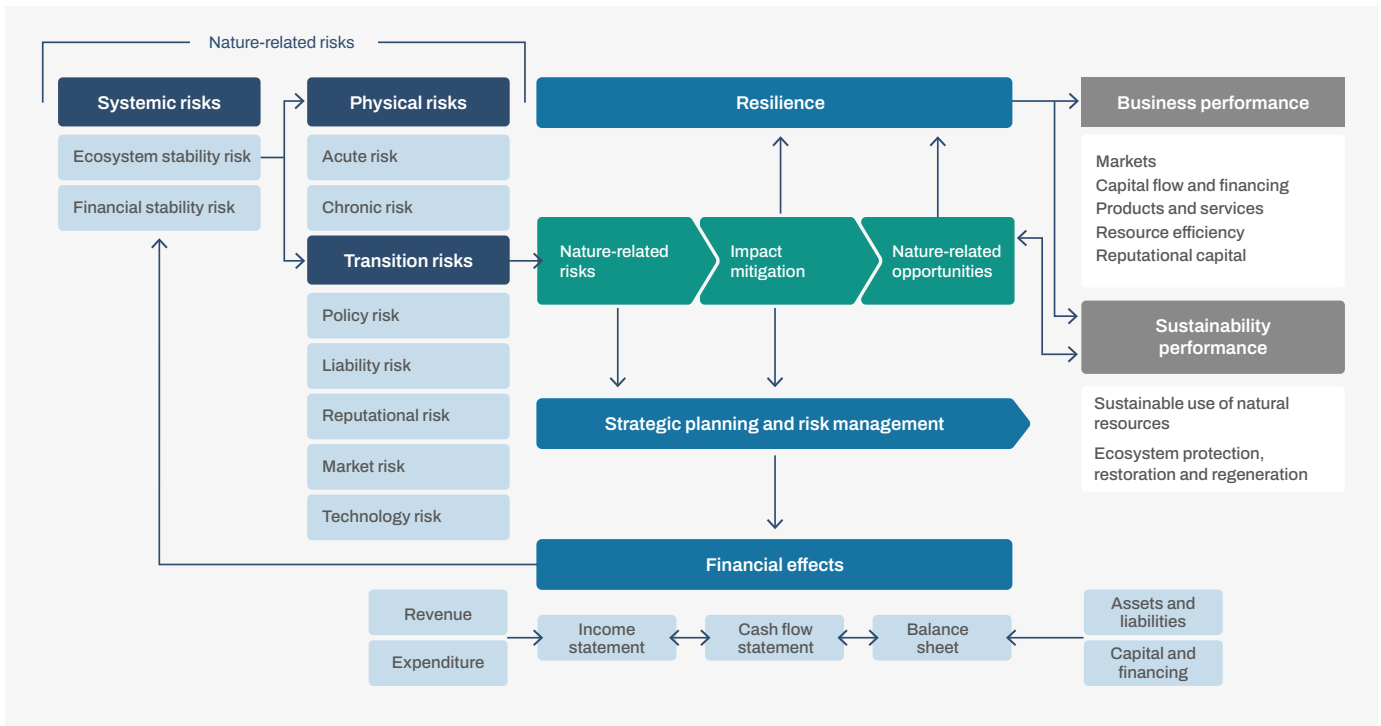 Nature-related risks
Systemic risks
Ecosystem stability risk
Financial stability risk
Physical risks
Acute risk
Chronic risk
Transition risks
Policy risk
Liability risk
Reputational risk
Market risk
Technology risk
Resilience
Nature-related
risks
Impact
mitigation
Nature-related
opportunities
Strategic planning and risk management
Financial effects
Business performance
Markets
Capital flow and financing
Products and services
Resource efficiency
Reputational capital
Sustainability
performance
Sustainable use of natural
resources
Ecosystem protection,
restoration and regeneration
Revenue
Expenditure
Income
statement
Cash flow
statement
Balance
sheet
Assets and
liabilities
Capital and
financing